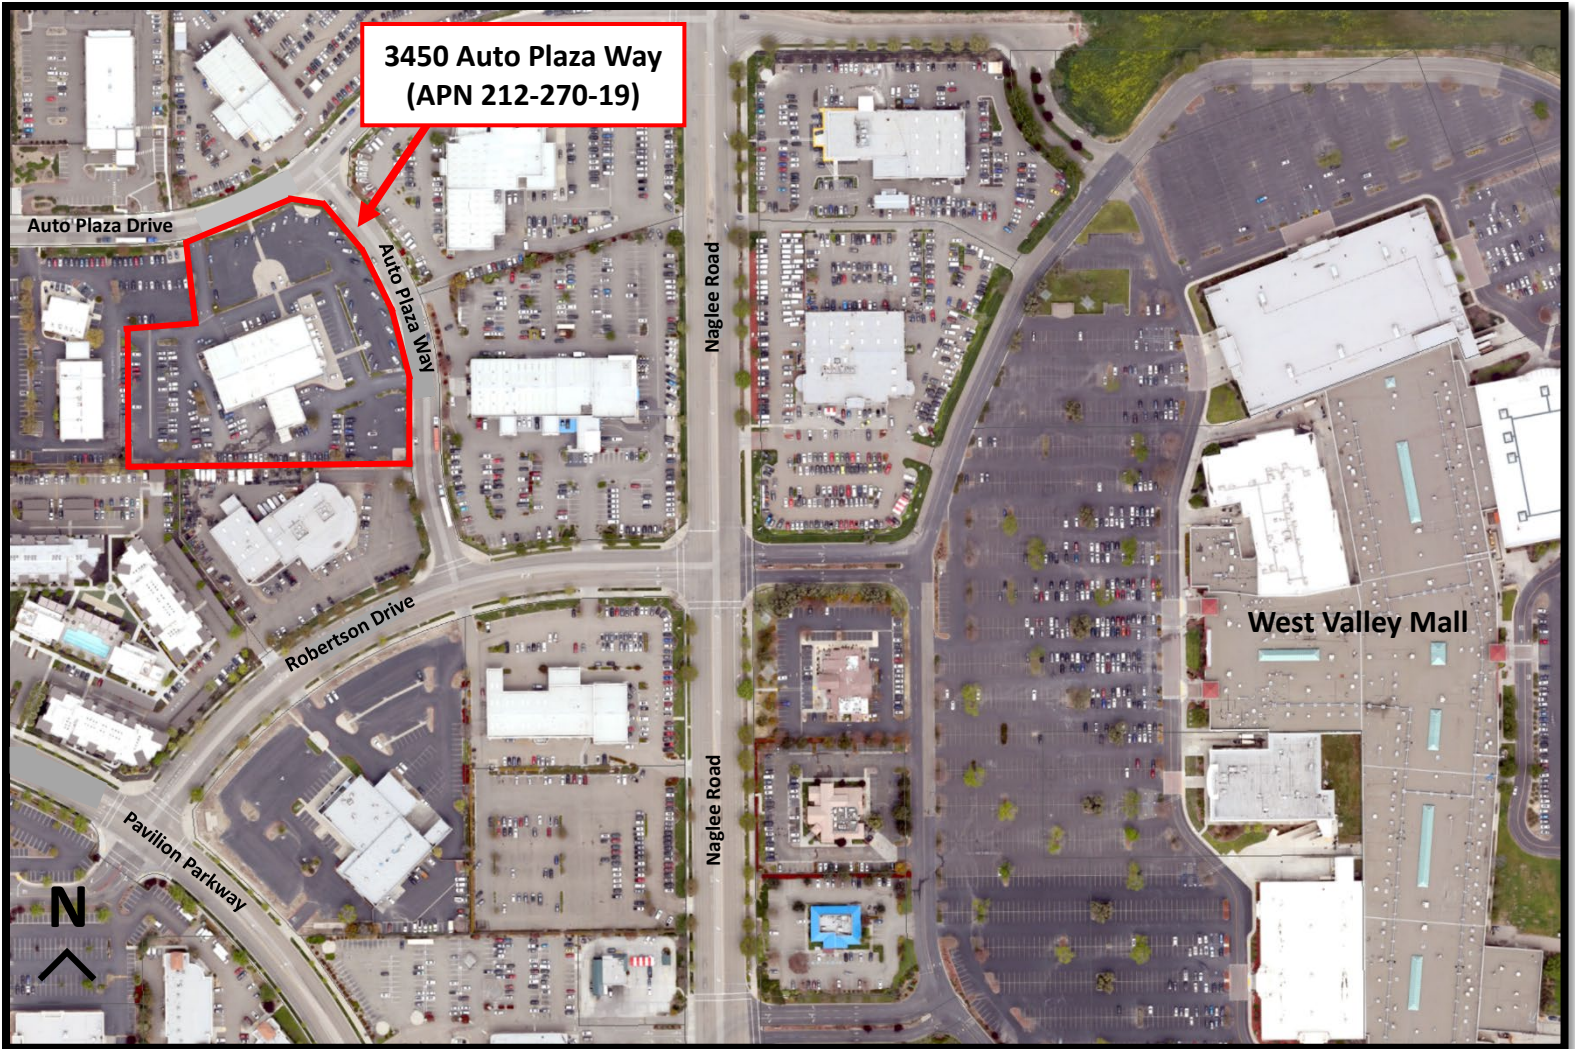 3450 Auto Plaza Way
(APN 212-270-19)
Auto Plaza Drive
Auto Plaza Way
Naglee Road
Robertson Drive
West Valley Mall
Naglee Road
Pavilion Parkway
N